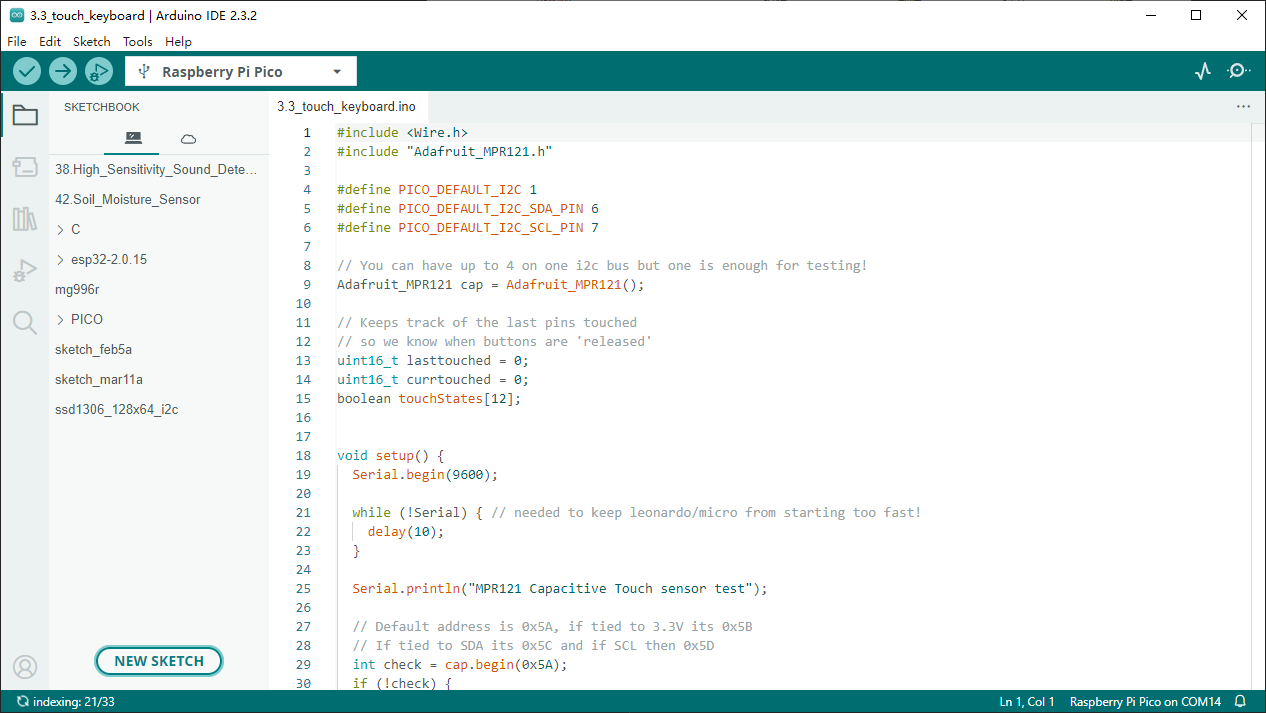 3.3_touch_keyboard | Arduino IDE 2.3.2
File Edit Sketch Tools Help
Raspberry Pi Pico
SKETCHBOOK
38.High_Sensitivity_Sound_Dete...
42.Soil_Moisture_Sensor
C
esp32-2.0.15
mg996r
PICO
sketch_feb5a
sketch_mar11a
ssd1306_128x64_i2c
NEW SKETCH
3.3_touch_keyboard.ino
1 #include <Wire.h>
2 #include "Adafruit_MPR121.h"
3
4 #define PICO_DEFAULT_I2C 1
5 #define PICO_DEFAULT_I2C_SDA_PIN 6
6 #define PICO_DEFAULT_I2C_SCL_PIN 7
7
8 // You can have up to 4 on one i2c bus but one is enough for testing!
9 Adafruit_MPR121 cap = Adafruit_MPR121();
10
11 // Keeps track of the last pins touched
12 // so we know when buttons are 'released'
13 uint16_t lasttouched = 0;
14 uint16_t currtouched = 0;
15 boolean touchStates[12];
16
17
18 void setup() {
19 Serial.begin(9600);
20
21 while (!Serial) { // needed to keep leonardo/micro from starting too fast!
22 delay(10);
23 }
24
25 Serial.println("MPR121 Capacitive Touch sensor test");
26
27 // Default address is 0x5A, if tied to 3.3V its 0x5B
28 // If tied to SDA its 0x5C and if SCL then 0x5D
29 int check = cap.begin(0x5A);
30 if (!check) {
indexing: 21/33
Ln 1, Col 1 Raspberry Pi Pico on COM14